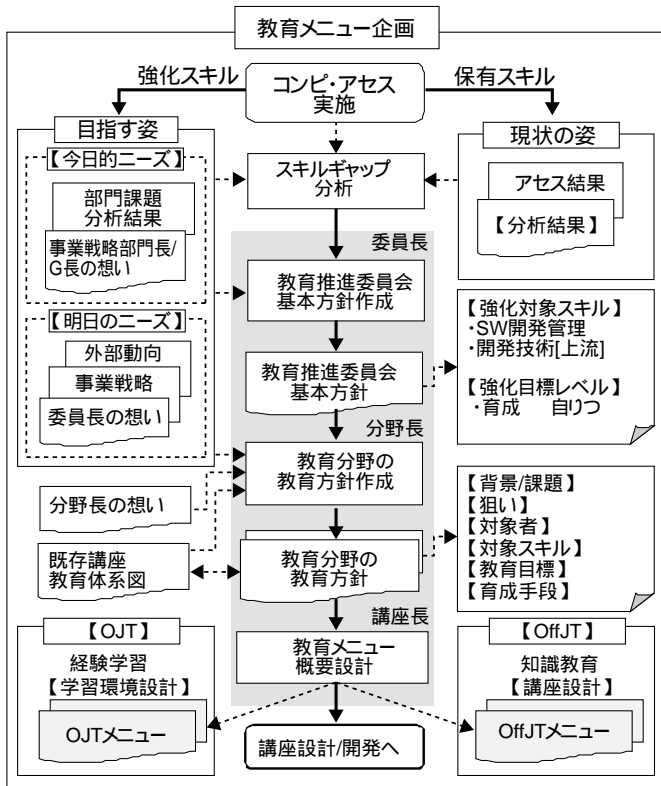 教育メニュー企画
強化スキル
コンピ・アセス
実施
保有スキル
目指す姿
【今日的ニーズ】
部門課題
分析結果
事業戦略部門長/
G長の想い
【明日のニーズ】
外部動向
事業戦略
委員長の想い
スキルギャップ
分析
現状の姿
アセス結果
【分析結果】
委員長
教育推進委員会
基本方針作成
教育推進委員会
基本方針
【強化対象スキル】
・SW開発管理
・開発技術[上流]
【強化目標レベル】
・育成　自りつ
分野長
教育分野の
教育方針作成
分野長の想い
既存講座
教育体系図
教育分野の
教育方針
【背景/課題】
【狙い】
【対象者】
【対象スキル】
【教育目標】
【育成手段】
講座長
教育メニュー
概要設計
【OJT】
経験学習
【学習環境設計】
OJTメニュー
講座設計/開発へ
【OffJT】
知識教育
【講座設計】
OffJTメニュー